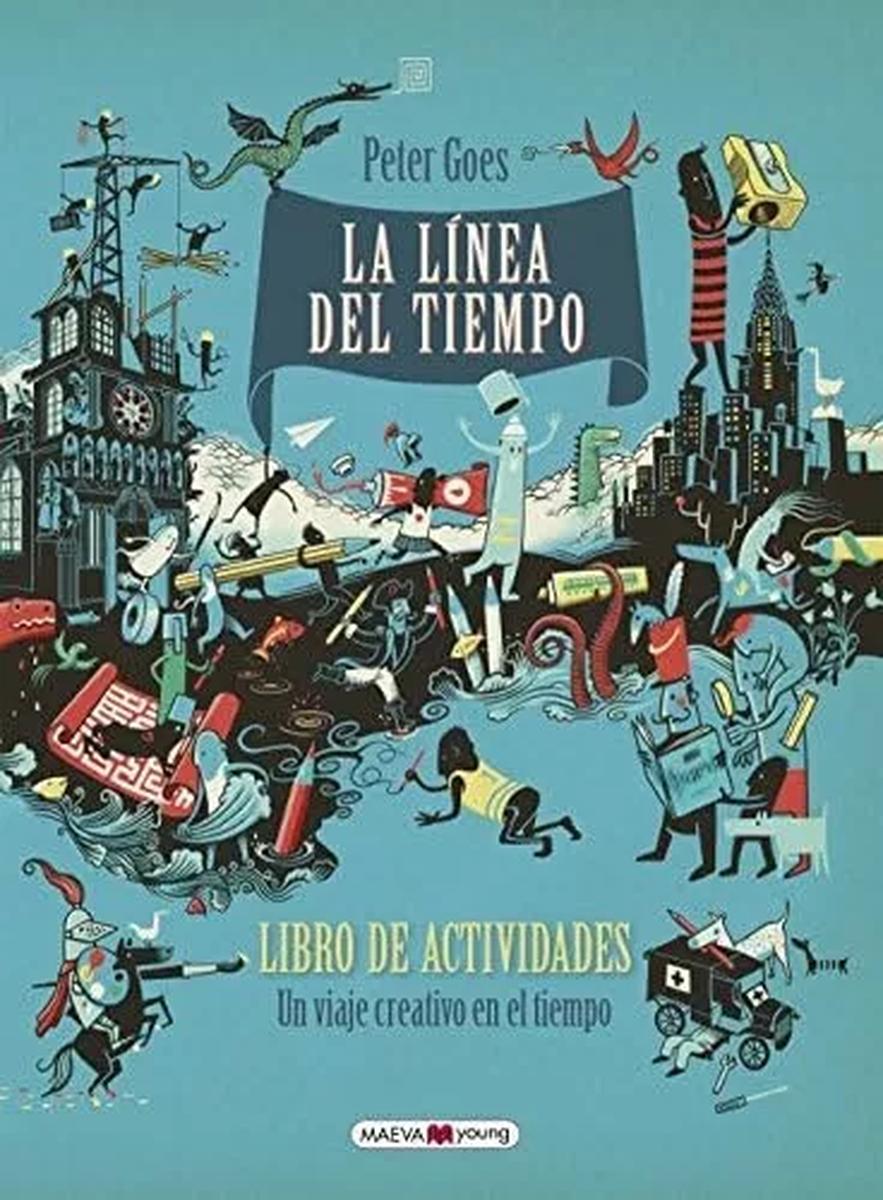 Peter Goes
LA LÍNEA
DEL TIEMPO
LIBRO DE ACTIVIDADES
Un viaje creativo en el tiempo
MAEVA young